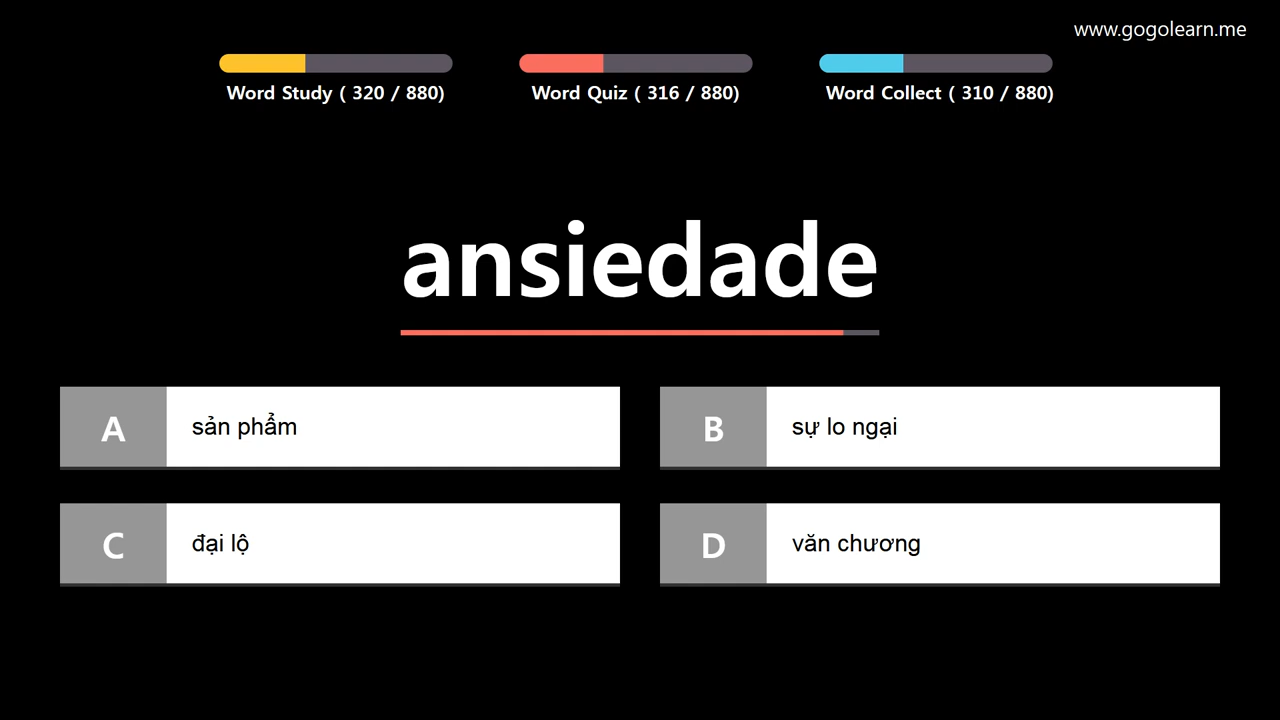 www.gogolearn.me
Word Study ( 320 / 880)
Word Quiz ( 316 / 880)
Word Collect ( 310 / 880)
ansiedade
A
sản phẩm
B
sự lo ngại
C
đại lộ
D
văn chương